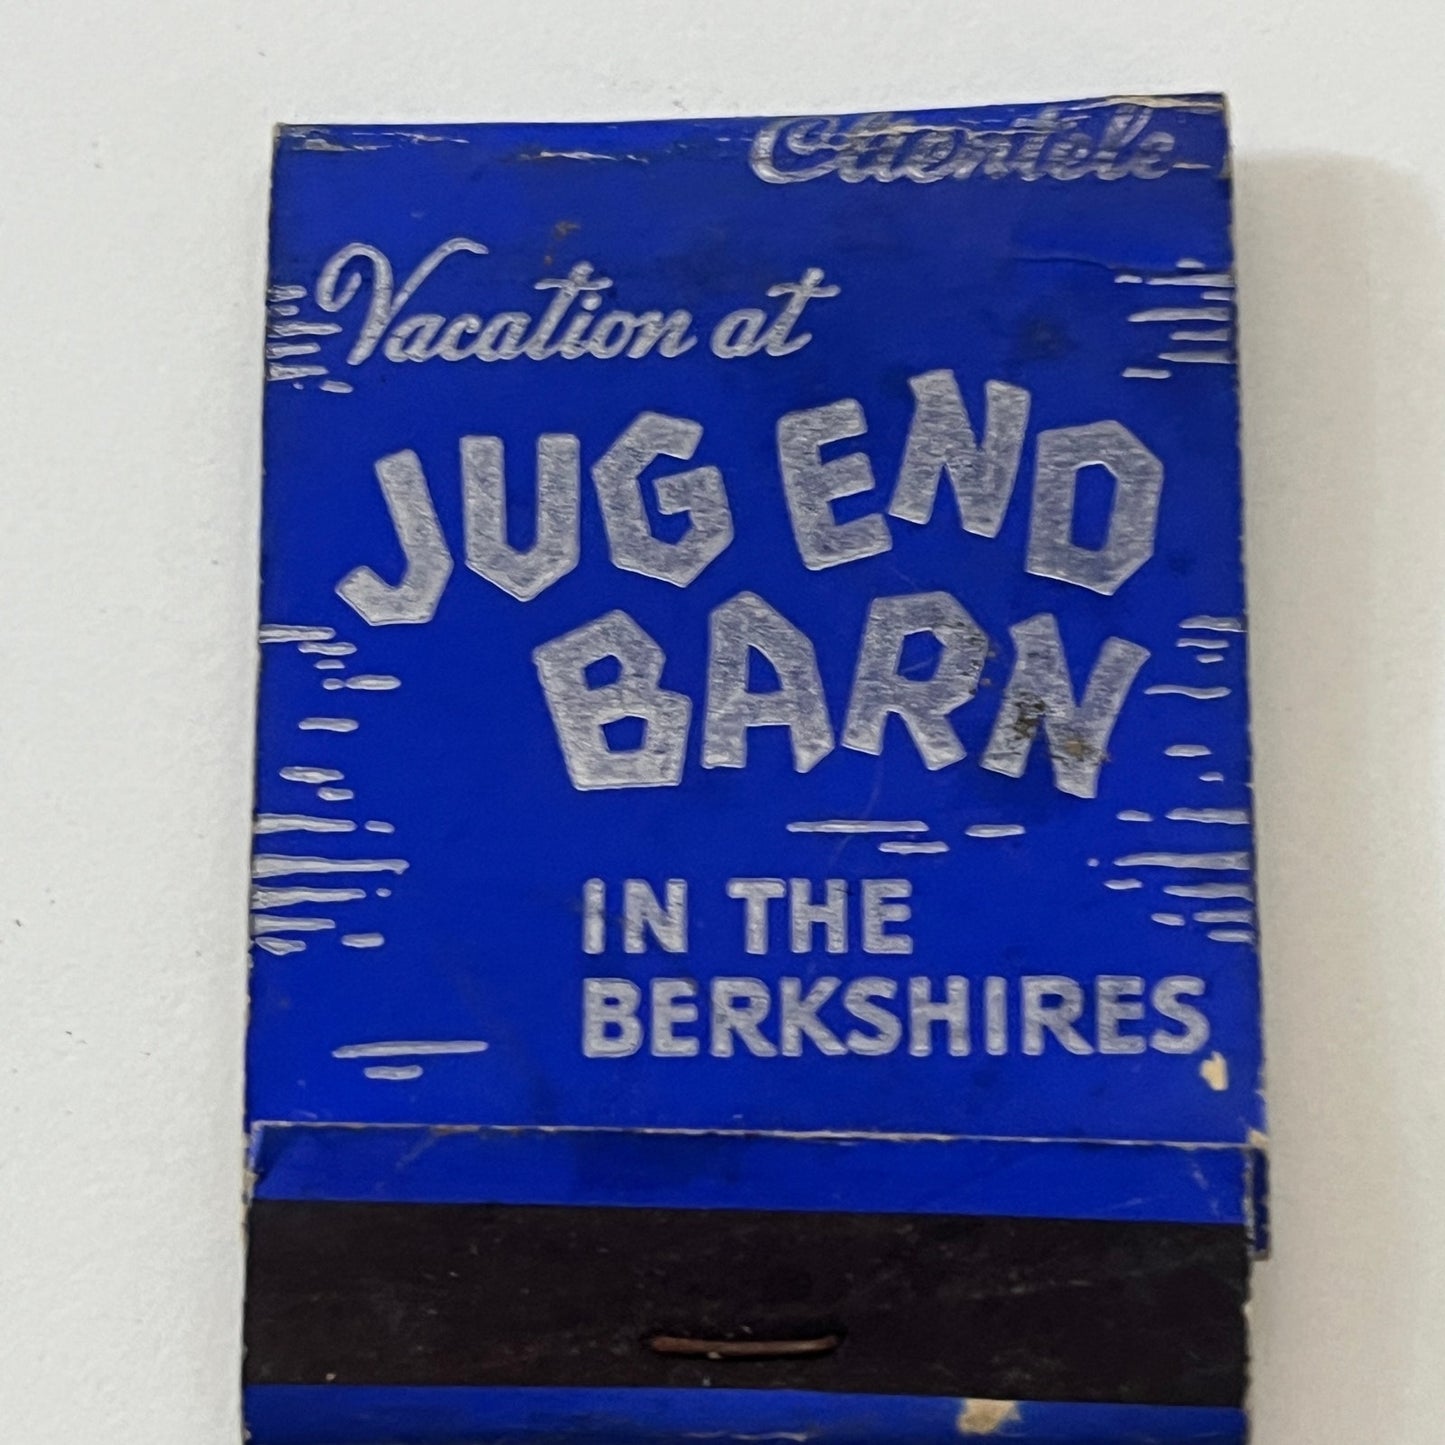 Clientele
Vacation at
JUG END
BARN
IN THE
BERKSHIRES